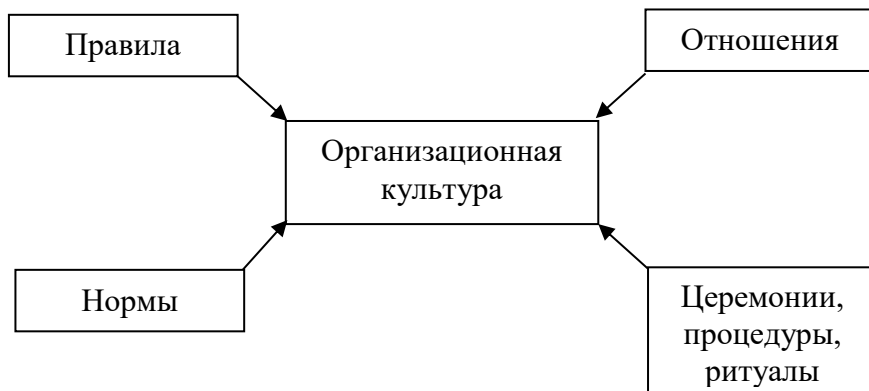 Правила
Отношения
Организационная
культура
Нормы
Церемонии,
процедуры,
ритуалы